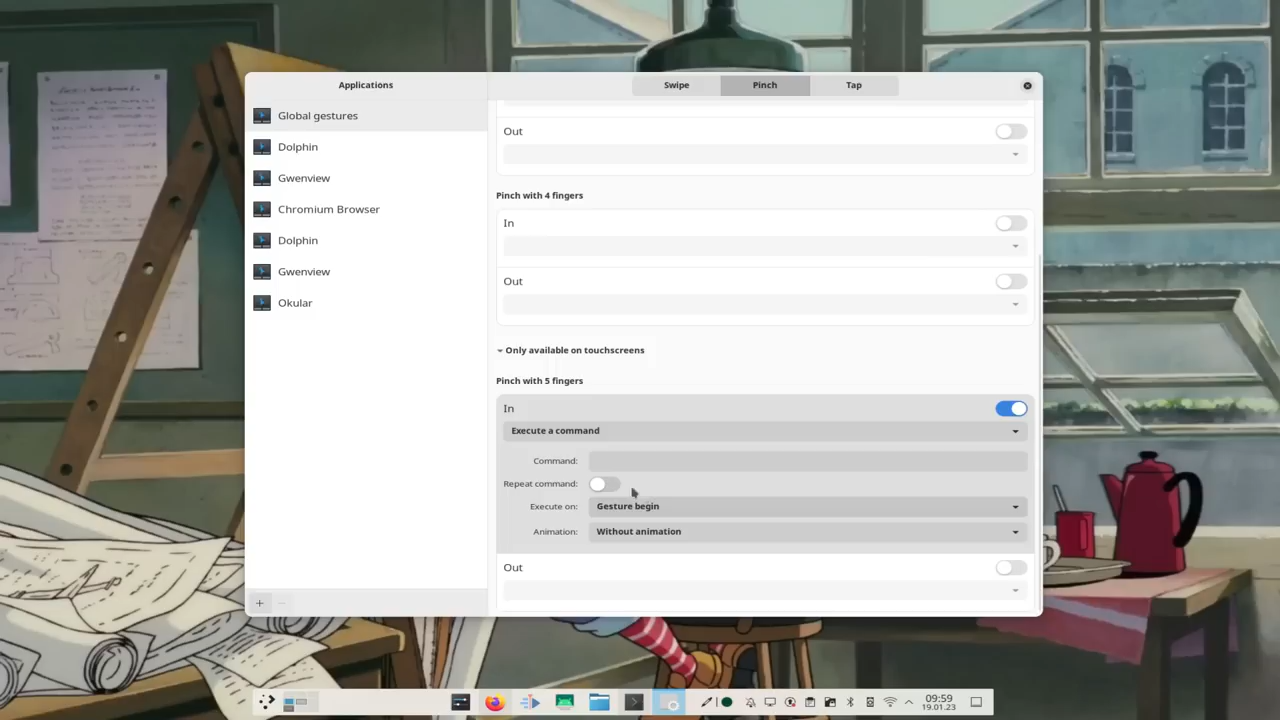 Applications
Swipe
Pinch
Tap
Global gestures
Dolphin
Gwenview
Chromium Browser
Dolphin
Gwenview
Okular
Out
Pinch with 4 fingers
In
Out
Only available on touchscreens
Pinch with 5 fingers
In
Execute a command
Command:
Repeat command:
Execute on: Gesture begin
Animation: Without animation
Out
09:59
19.01.23